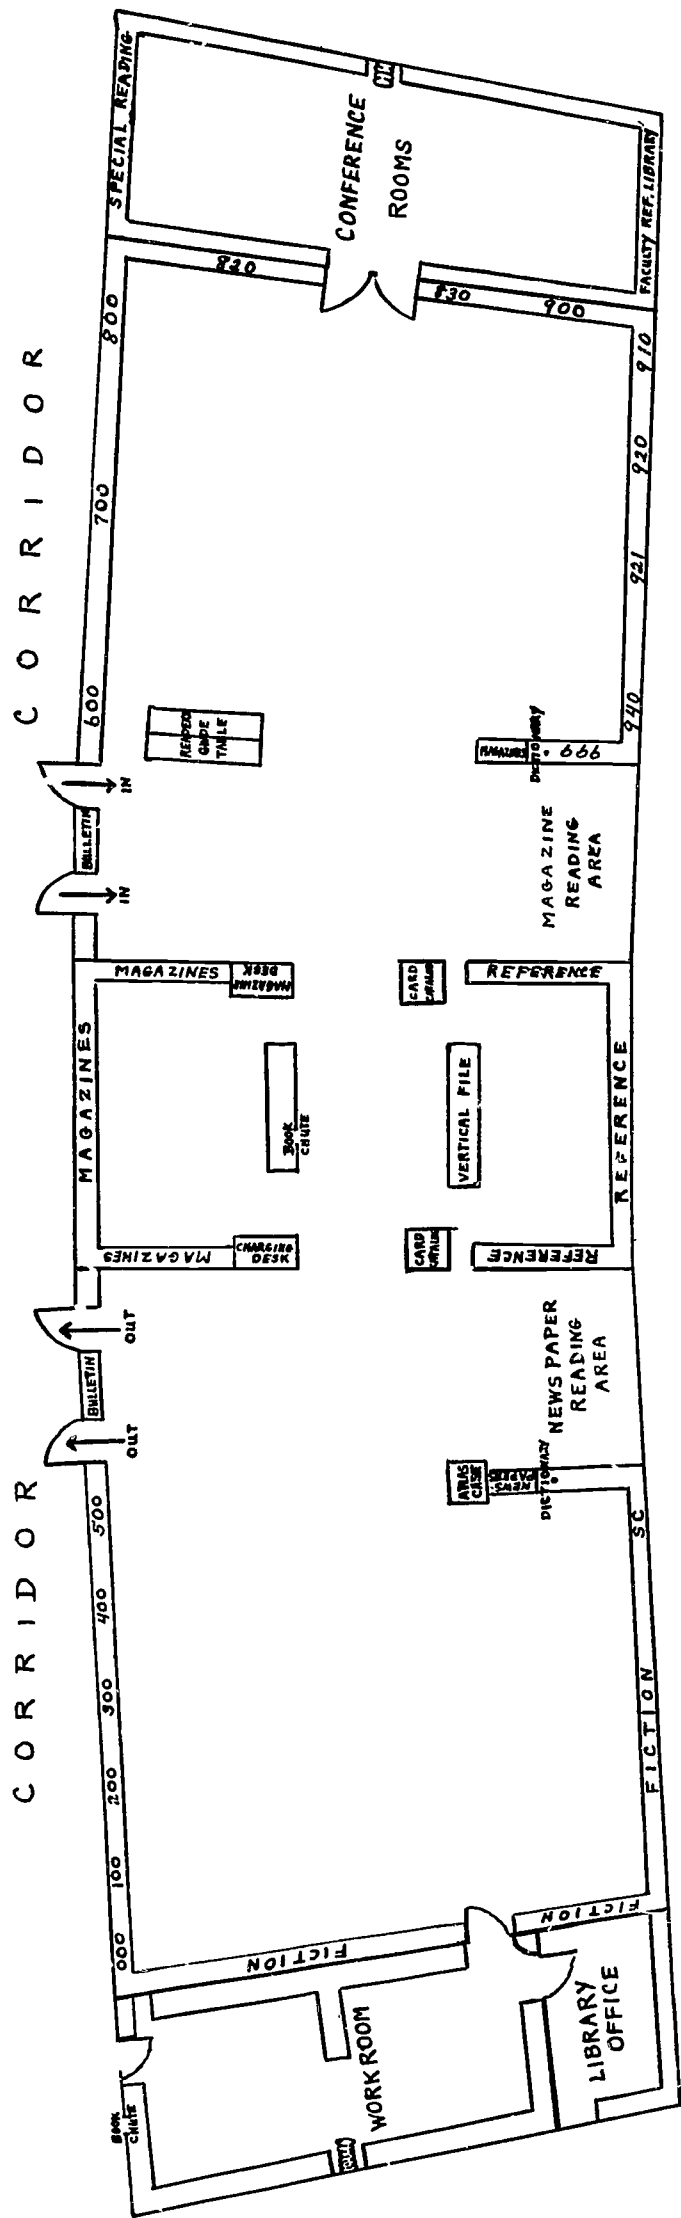 CORRIDOR
CORRIDOR
SPECIAL READING
CONFERENCE
ROOMS
FACULTY REF. LIBRARY
820
830
900
800
700
600
910
920
921
940
READERS
GUIDE
TABLE
MAGAZINES
DICTIONARY
999
IN
BULLETIN
IN
MAGAZINE
READING
AREA
MAGAZINES
MAGAZINE
DESK
CARD
CATALOG
REFERENCE
MAGAZINES
BOOK
CHUTE
VERTICAL FILE
REFERENCE
MAGAZINES
CHARGING
DESK
CARD
CATALOG
REFERENCE
OUT
BULLETIN
OUT
NEWSPAPER
READING
AREA
ATLAS
CASE
NEWS
PAPERS
DICTIONARY
500
400
300
200
100
000
SC
FICTION
FICTION
FICTION
BOOK
CHUTE
WORKROOM
LIBRARY
OFFICE